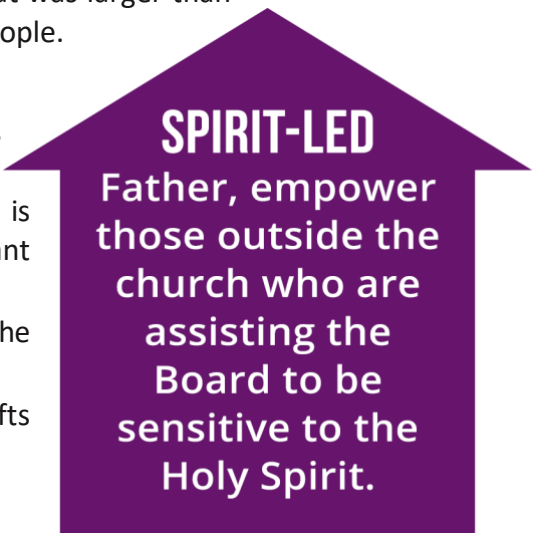 than
ople.
SPIRIT-LED
Father, empower
is
those outside the
church who are
he
assisting the
Board to be
fts
sensitive to the
Holy Spirit.